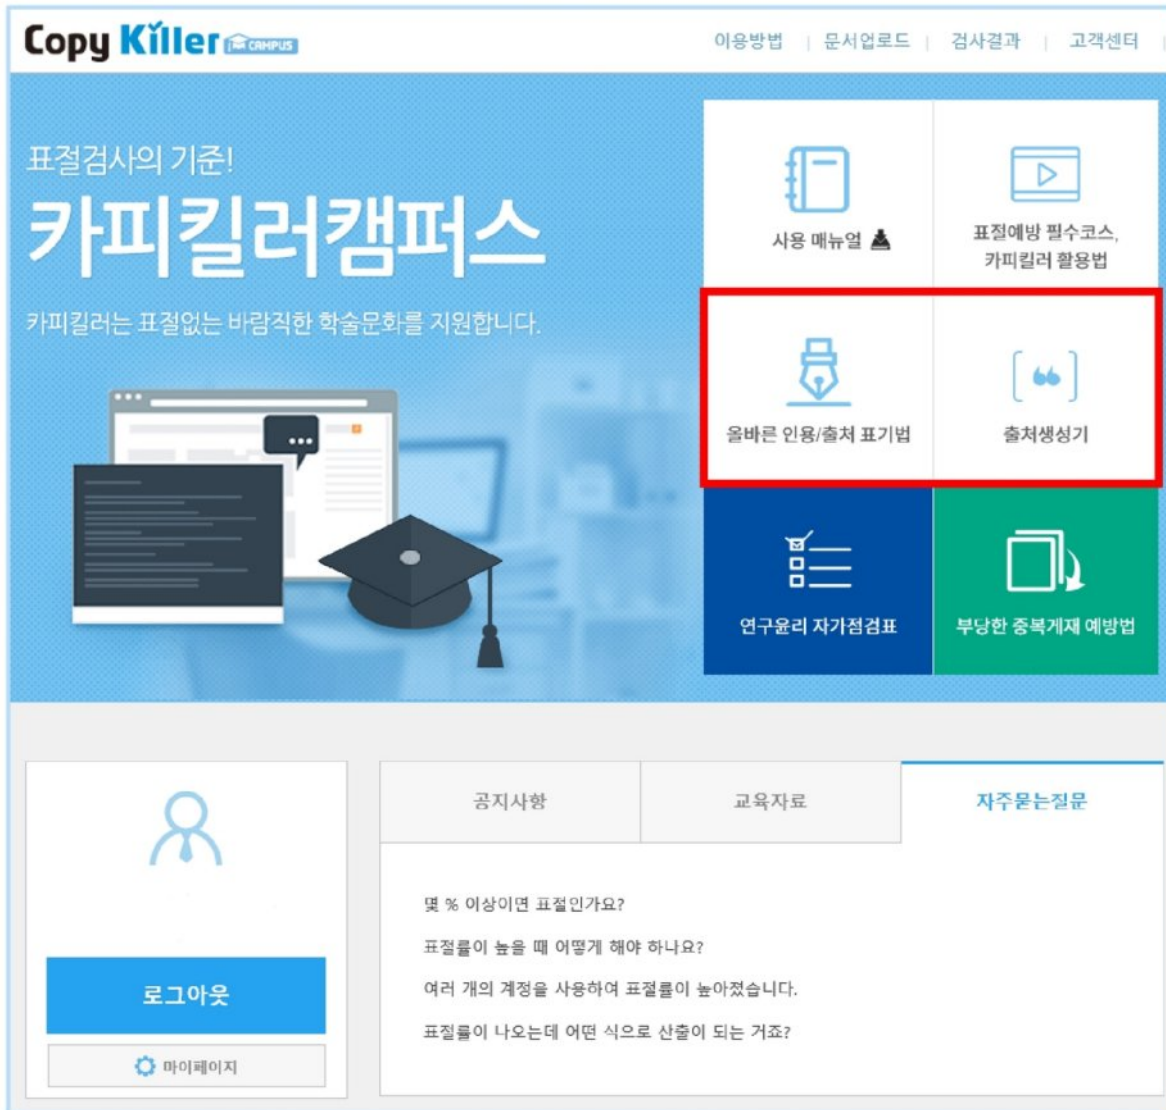 Copy Killer CAMPUS
이용방법 | 문서업로드 | 검사결과 | 고객센터 |
표절검사의 기준!
카피킬러캠퍼스
카피킬러는 표절없는 바람직한 학술문화를 지원합니다.
사용 매뉴얼
표절예방 필수코스,
카피킬러 활용법
올바른 인용/출처 표기법
출처생성기
연구윤리 자가점검표
부당한 중복게재 예방법
로그아웃
마이페이지
공지사항
교육자료
자주묻는질문
몇 % 이상이면 표절인가요?
표절률이 높을 때 어떻게 해야 하나요?
여러 개의 계정을 사용하여 표절률이 높아졌습니다.
표절률이 나오는데 어떤 식으로 산출이 되는 거죠?